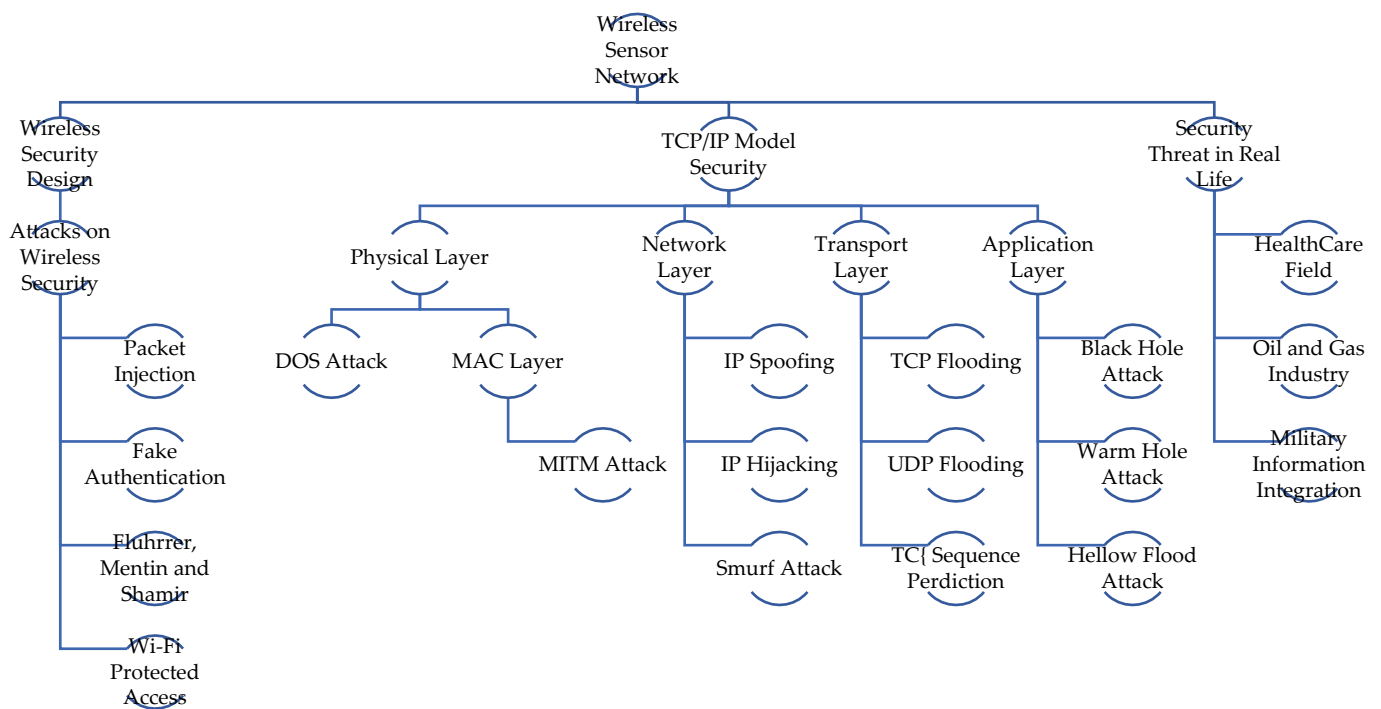 Wireless
Sensor
Network
Wireless
Security
Design
TCP/IP Model
Security
Security
Threat in Real
Life
Attacks on
Wireless
Security
Physical Layer
Network
Layer
Transport
Layer
Application
Layer
HealthCare
Field
Packet
Injection
DOS Attack
MAC Layer
IP Spoofing
TCP Flooding
Black Hole
Attack
Oil and Gas
Industry
Fake
Authentication
MITM Attack
IP Hijacking
UDP Flooding
Warm Hole
Attack
Military
Information
Integration
Fluhrrer,
Mentin and
Shamir
Smurf Attack
TC{ Sequence
Perdiction
Hellow Flood
Attack
Wi-Fi
Protected
Access